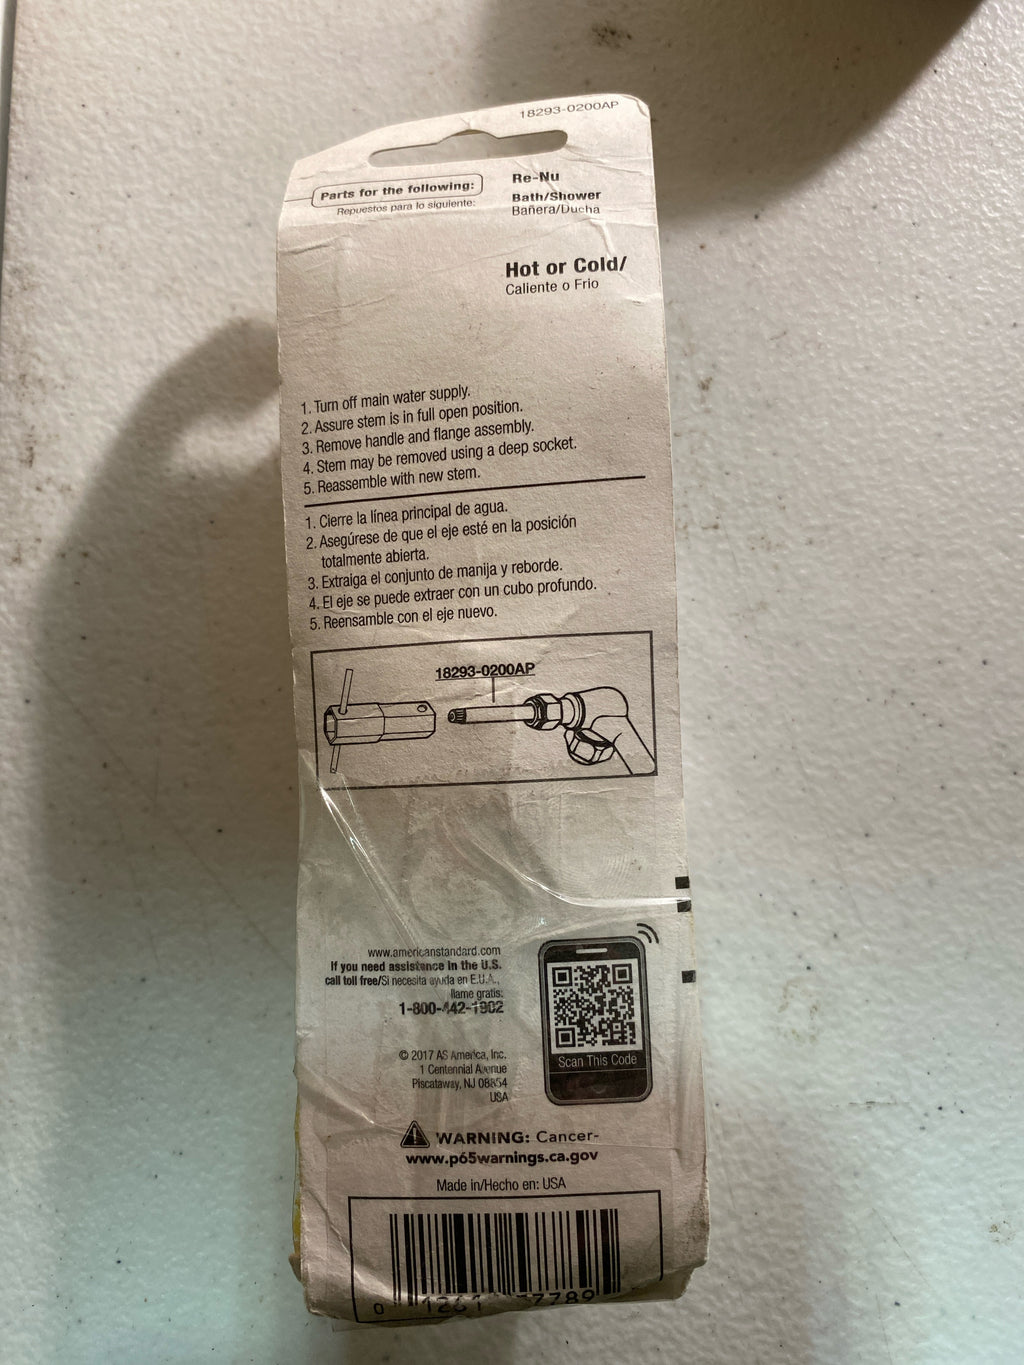 18293-0200AP
Parts for the following:
Repuestos para lo siguiente:
Re-Nu
Bath/Shower
Bañera/Ducha
Hot or Cold/
Caliente o Frio
1. Turn off main water supply.
2. Assure stem is in full open position.
3. Remove handle and flange assembly.
4. Stem may be removed using a deep socket.
5. Reassemble with new stem.
1. Cierre la línea principal de agua.
2. Asegúrese de que el eje esté en la posición
totalmente abierta.
3. Extraiga el conjunto de manija y reborde.
4. El eje se puede extraer con un cubo profundo.
5. Reensamble con el eje nuevo.
18293-0200AP
www.americanstandard.com
If you need assistance in the U.S.
call toll free/Si necesita ayuda en E.U.A.,
llame gratis:
1-800-442-1902
© 2017 AS America, Inc.
1 Centennial Avenue
Piscataway, NJ 08854
USA
Scan This Code
WARNING: Cancer-
www.p65warnings.ca.gov
Made in/Hecho en: USA
0